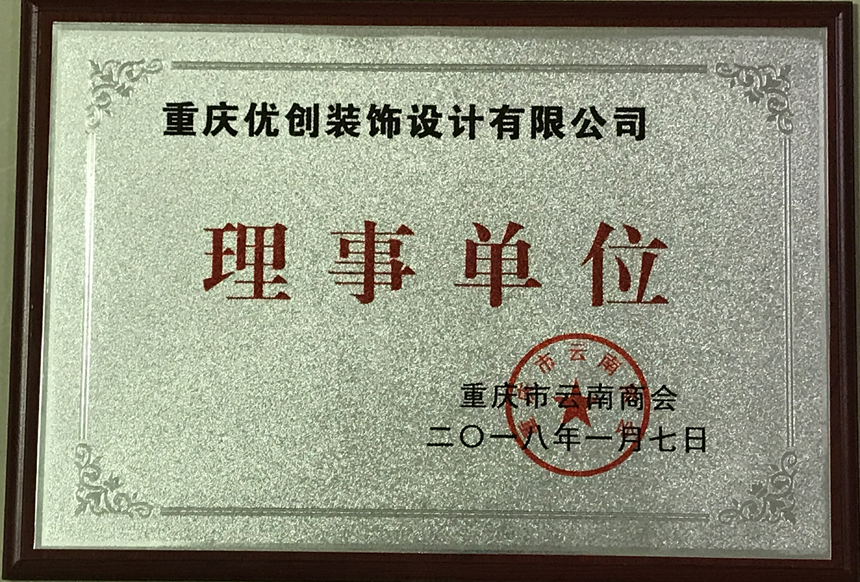 重庆优创装饰设计有限公司
理事单位
重庆市云南商会
二〇一八年一月七日